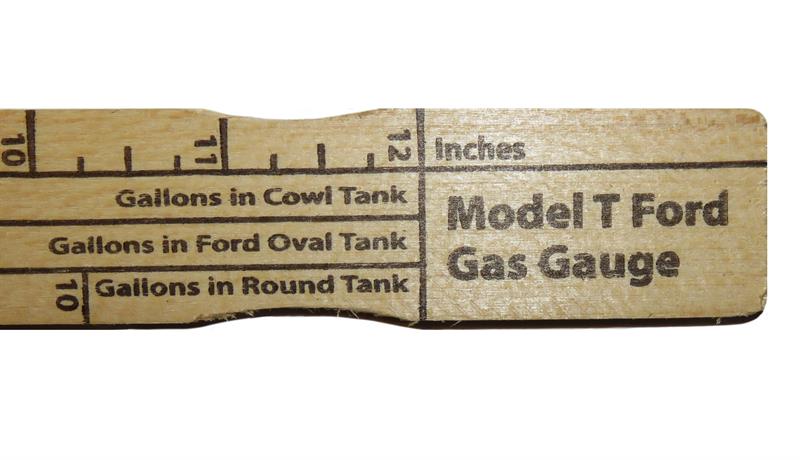 10 11 12 Inches
Gallons in Cowl Tank
Gallons in Ford Oval Tank
10 Gallons in Round Tank
Model T Ford
Gas Gauge